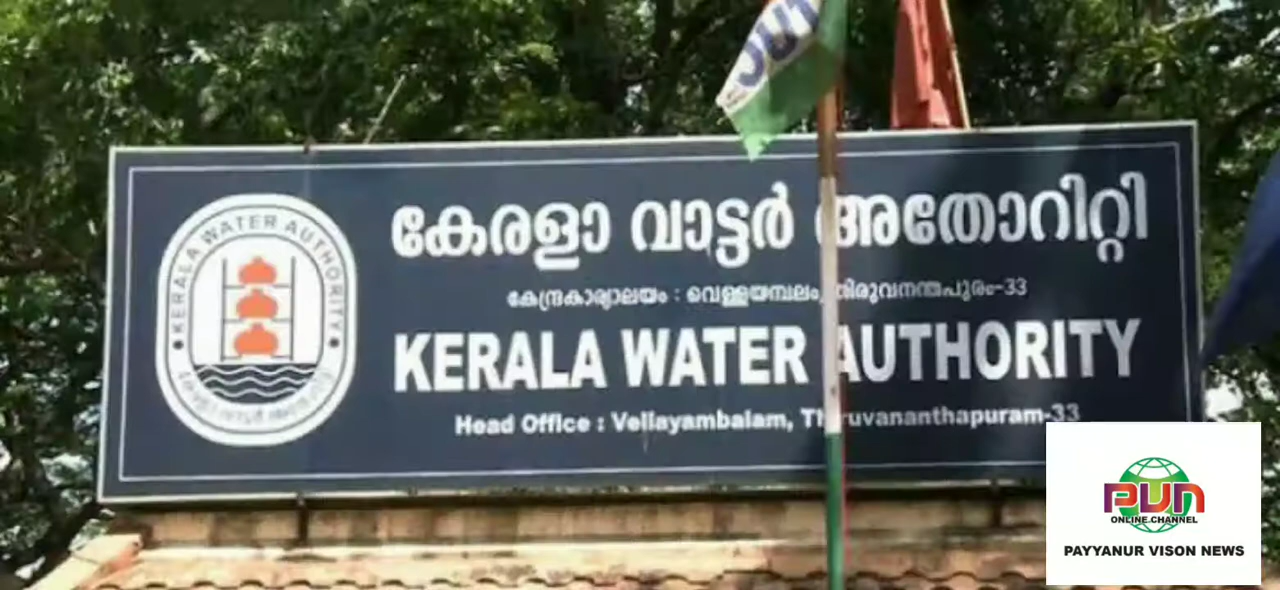 കേരളാ വാട്ടർ അതോറിറ്റി
കേന്ദ്രകാര്യാലയം : വെള്ളയമ്പലം, തിരുവനന്തപുരം-33
KERALA WATER AUTHORITY
Head Office : Vellayambalam, Thiruvananthapuram-33
KERALA WATER AUTHORITY
PVN
ONLINE CHANNEL
PAYYANUR VISON NEWS